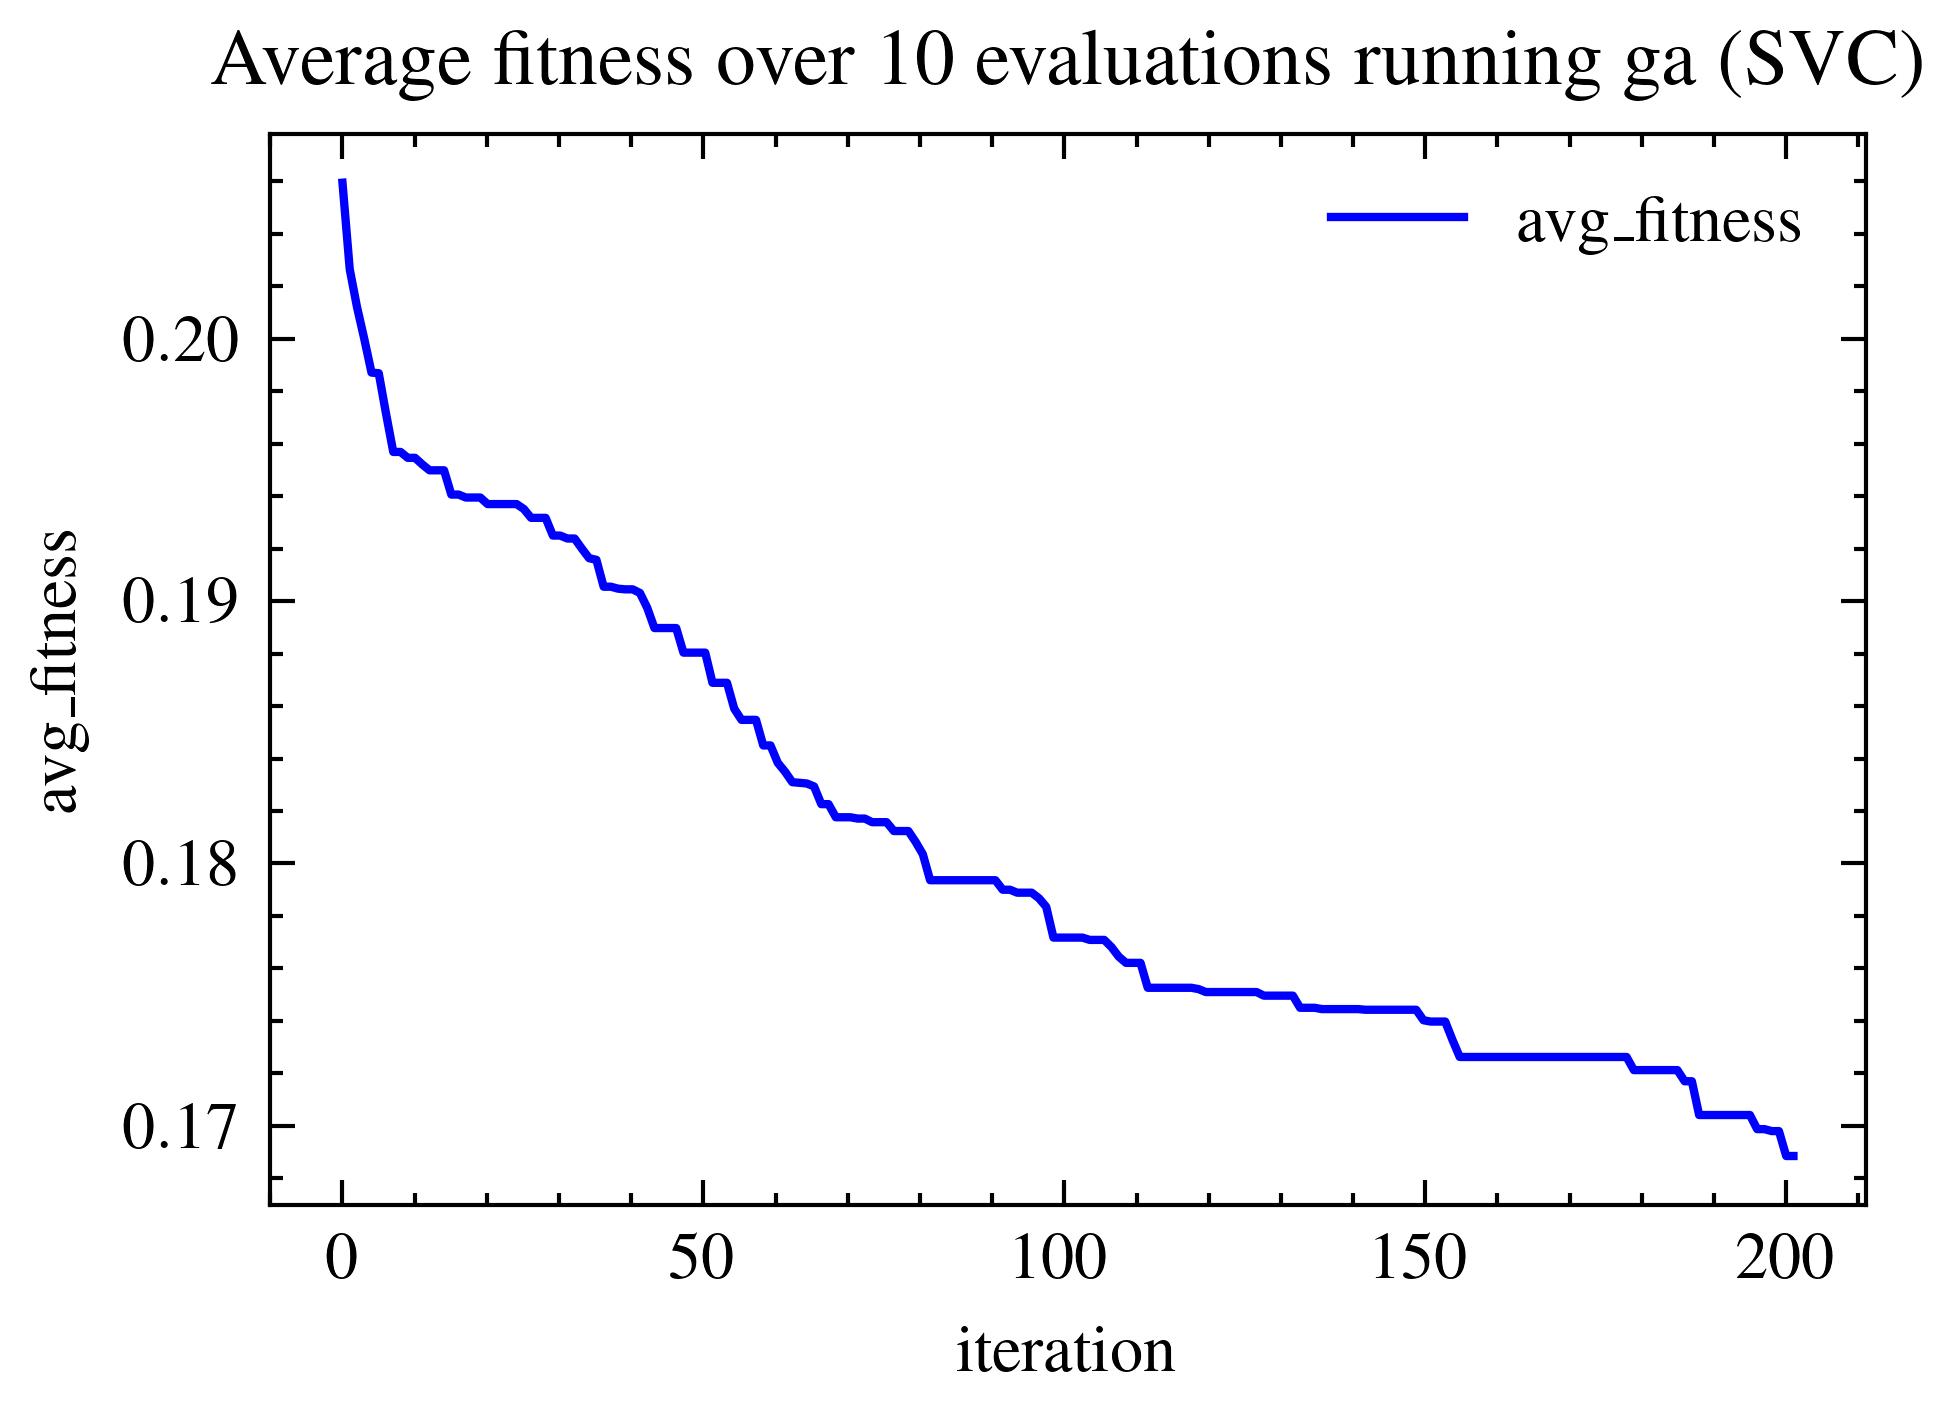 Average fitness over 10 evaluations running ga (SVC)
avg_fitness
0.20
0.19
0.18
0.17
avg_fitness
0 50 100 150 200
iteration